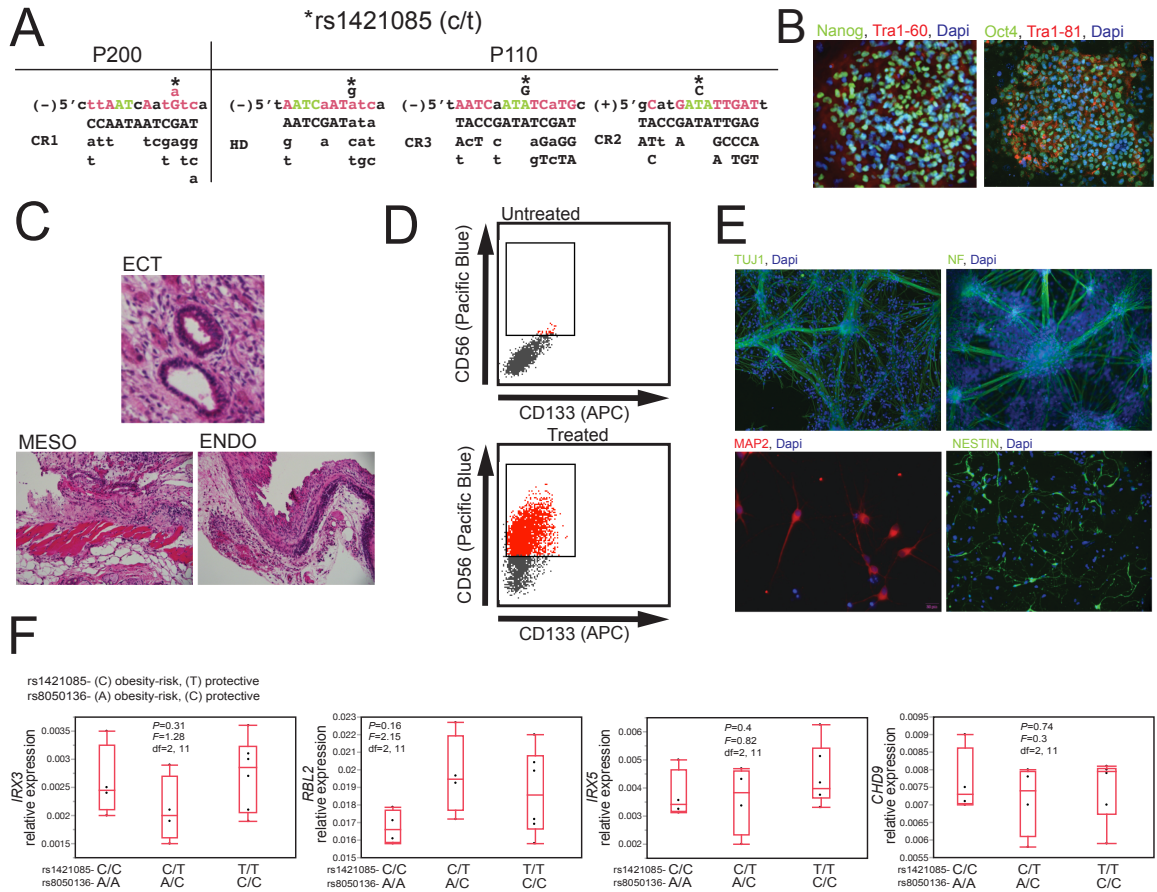 A
*rs1421085 (c/t)
P200
P110
*
a
(-)5'cttAATcAatGtca
CCAATAATCGAT
CR1
att tcgagg
t t tc
a
*
g
(-)5'tAATCaATatca
AATCGATata
HD
g a cat
t tgc
*
G
(-)5'tAATCaATATCaTGc
TACCGATATCGAT
CR3
AcT c aGaGG
t t gTcTA
*
C
(+)5'gCatGATATTGATt
TACCGATATTGAG
CR2
ATt A GCCCA
C A TGT
B
Nanog, Tra1-60, Dapi
Oct4, Tra1-81, Dapi
C
ECT
MESO
ENDO
D
Untreated
CD56 (Pacific Blue)
CD133 (APC)
Treated
CD56 (Pacific Blue)
CD133 (APC)
E
TUJ1, Dapi
NF, Dapi
MAP2, Dapi
NESTIN, Dapi
F
rs1421085- (C) obesity-risk, (T) protective
rs8050136- (A) obesity-risk, (C) protective
IRX3
relative expression
0.0035
0.003
0.0025
0.002
0.0015
P=0.31
F=1.28
df=2, 11
rs1421085- C/C C/T T/T
rs8050136- A/A A/C C/C
RBL2
relative expression
0.023
0.022
0.02
0.019
0.018
0.016
0.015
P=0.16
F=2.15
df=2, 11
rs1421085- C/C C/T T/T
rs8050136- A/A A/C C/C
IRX5
relative expression
0.006
0.005
0.004
0.003
0.002
0.001
P=0.4
F=0.82
df=2, 11
rs1421085- C/C C/T T/T
rs8050136- A/A A/C C/C
CHD9
relative expression
0.0095
0.009
0.008
0.007
0.006
0.0055
P=0.74
F=0.3
df=2, 11
rs1421085- C/C C/T T/T
rs8050136- A/A A/C C/C